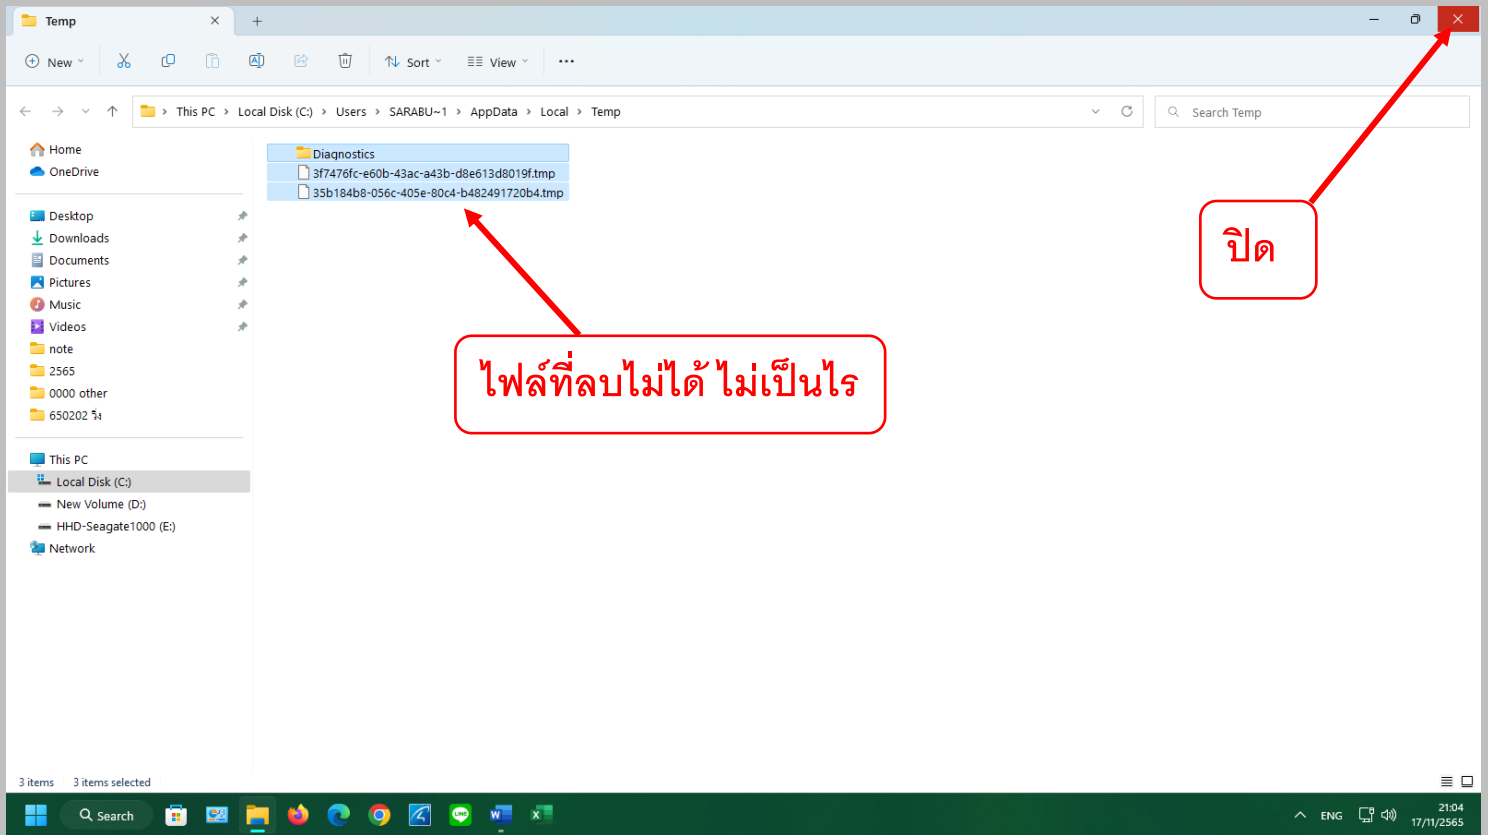 Temp
New
Sort
View
This PC > Local Disk (C:) > Users > SARABU~1 > AppData > Local > Temp
Search Temp
Home
OneDrive
Desktop
Downloads
Documents
Pictures
Music
Videos
note
2565
0000 other
650202 วิ่ง
This PC
Local Disk (C:)
New Volume (D:)
HHD-Seagate1000 (E:)
Network
Diagnostics
3f7476fc-e60b-43ac-a43b-d8e613d8019f.tmp
35b184b8-056c-405e-80c4-b482491720b4.tmp
ปิด
ไฟล์ที่ลบไม่ได้ ไม่เป็นไร
3 items 3 items selected
Search
LINE
W
X
ENG
21:04
17/11/2565